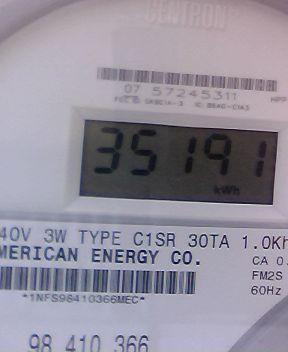 CENTRON
07 57245311
35191
kWh
40V 3W TYPE C1SR 30TA 1.0Kh
MERICAN ENERGY CO.
CA 0.
FM2S
*1NFS98410366MEC*
60Hz
98 410 366